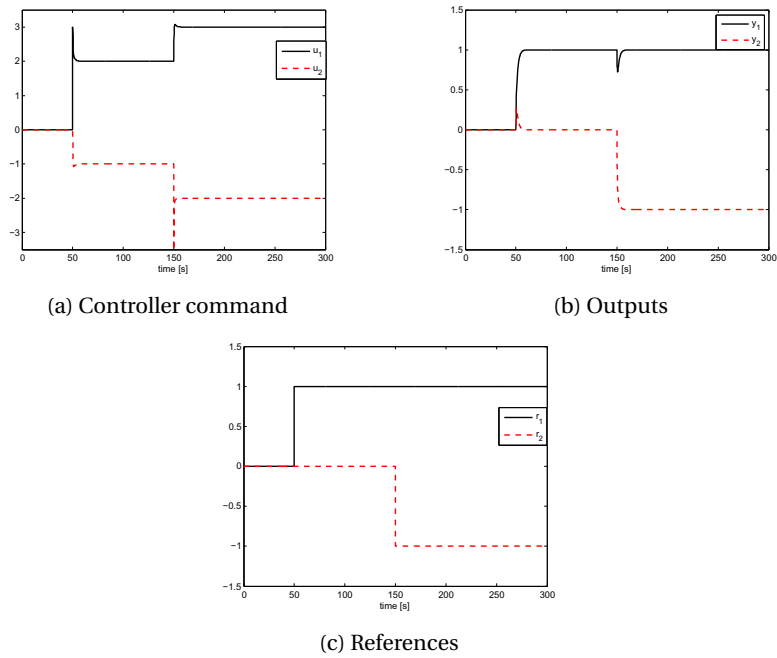 3
2
1
0
−1
−2
−3
0 50 100 150 200 250 300
time [s]
u1
u2
(a) Controller command
1.5
1
0.5
0
−0.5
−1
−1.5
0 50 100 150 200 250 300
time [s]
y1
y2
(b) Outputs
1.5
1
0.5
0
−0.5
−1
−1.5
0 50 100 150 200 250 300
time [s]
r1
r2
(c) References